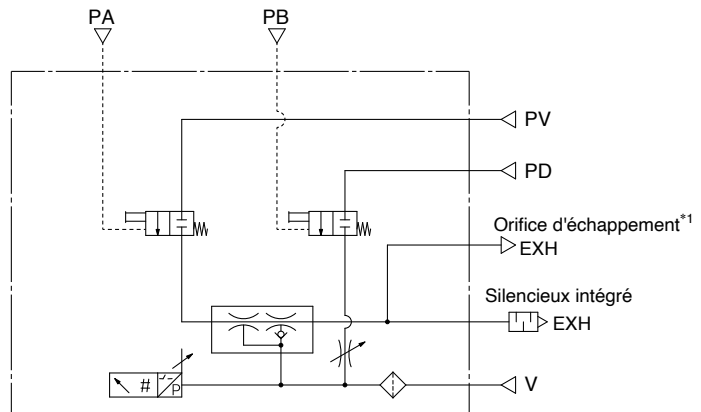 PA
PB
PV
PD
Orifice d'échappement*1
EXH
Silencieux intégré
EXH
# P
V